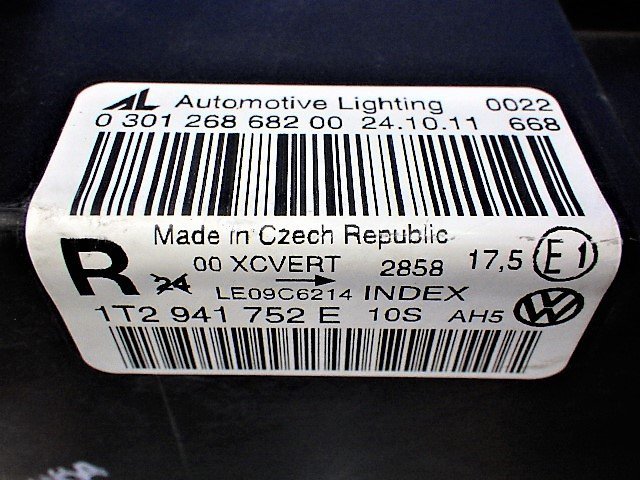 AL Automotive Lighting 0022
0 301 268 682 00 24.10.11 668
Made in Czech Republic
R 00 XCVERT 2858 17,5 E1
24 LE09C6214 INDEX
1T2 941 752 E 10S AH5 VW